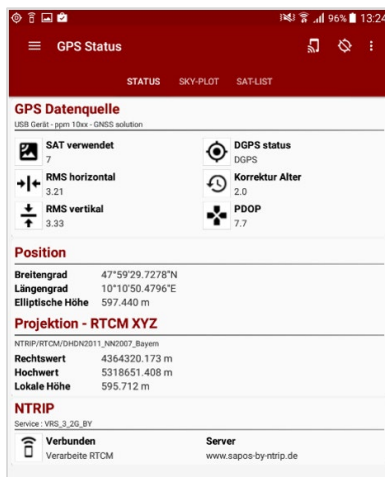 96% 13:24
GPS Status
STATUS SKY-PLOT SAT-LIST
GPS Datenquelle
USB Gerät - ppm 10xx - GNSS solution
SAT verwendet
7
DGPS status
DGPS
RMS horizontal
3.21
Korrektur Alter
2.0
RMS vertikal
3.33
PDOP
7.7
Position
Breitengrad 47°59'29.7278"N
Längengrad 10°10'50.4796"E
Elliptische Höhe 597.440 m
Projektion - RTCM XYZ
NTRIP/RTCM/DHDN2011_NN2007_Bayern
Rechtswert 4364320.173 m
Hochwert 5318651.408 m
Lokale Höhe 595.712 m
NTRIP
Service : VRS_3_2G_BY
Verbunden
Verarbeite RTCM
Server
www.sapos-by-ntrip.de